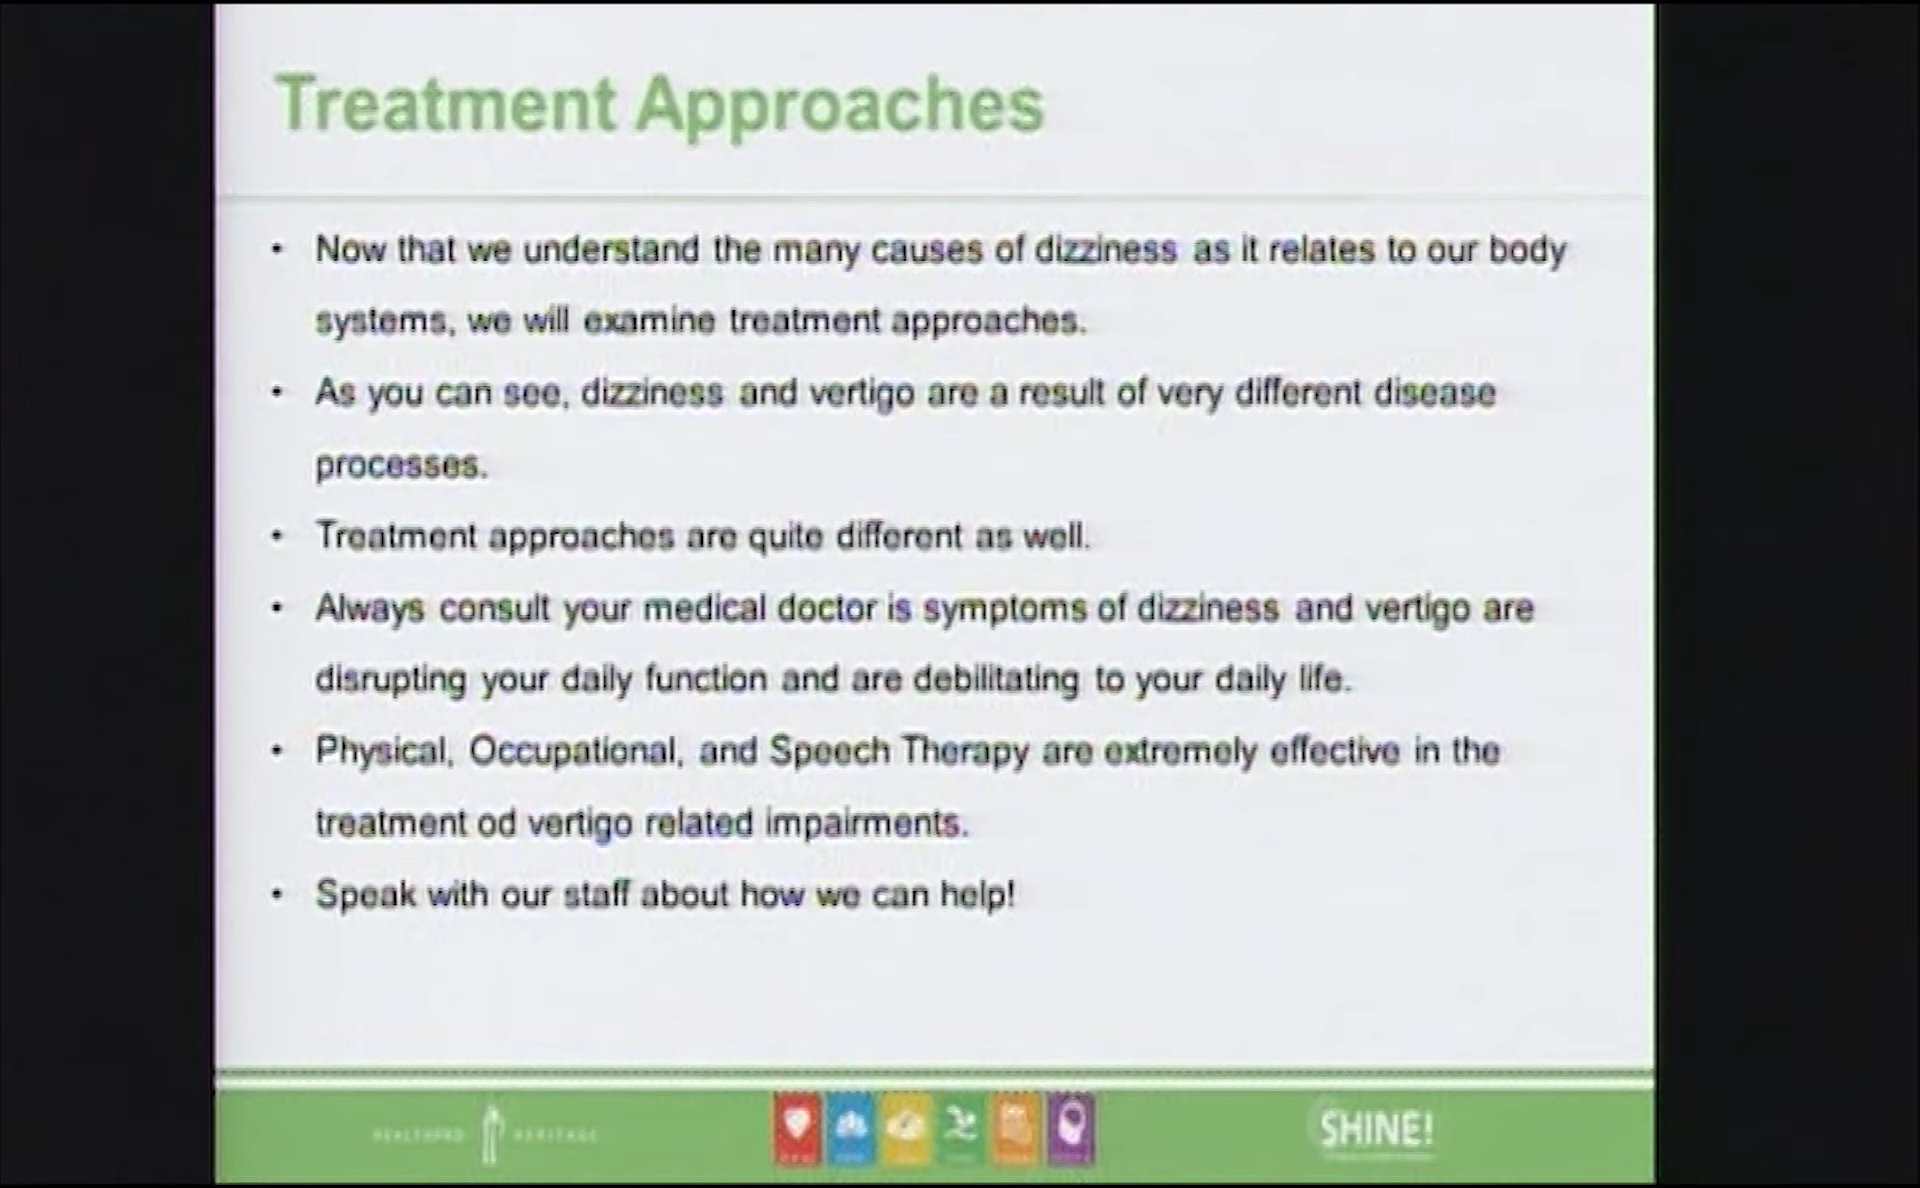 Treatment Approaches
• Now that we understand the many causes of dizziness as it relates to our body
systems, we will examine treatment approaches.
• As you can see, dizziness and vertigo are a result of very different disease
processes.
• Treatment approaches are quite different as well.
• Always consult your medical doctor is symptoms of dizziness and vertigo are
disrupting your daily function and are debilitating to your daily life.
• Physical, Occupational, and Speech Therapy are extremely effective in the
treatment od vertigo related impairments.
• Speak with our staff about how we can help!
HEALTHPRO HERITAGE
SHINE!